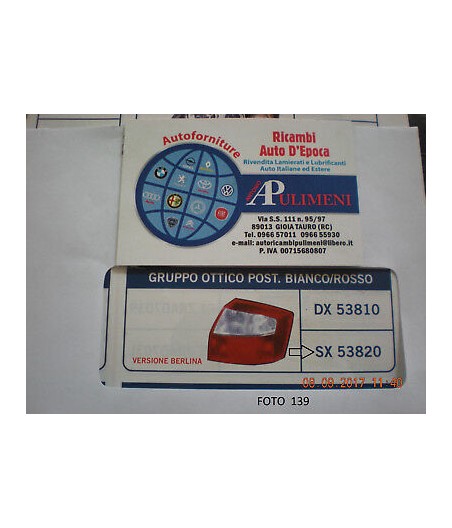 Autoforniture
Ricambi
Auto D'Epoca
Rivendita Lamierati e Lubrificanti
Auto Italiane ed Estere
APULIMENI
Via S.S. 111 n. 95/97
89013 GIOIA TAURO (RC)
Tel. 0966 57011 0966 55930
e-mail: autoricambipulimeni@libero.it
P. IVA 00715680807
GRUPPO OTTICO POST. BIANCO/ROSSO
DX 53810
SX 53820
VERSIONE BERLINA
08 09 2017 11:46
FOTO 139